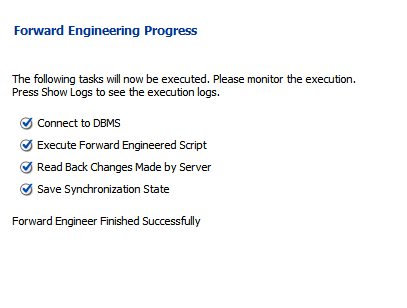 Forward Engineering Progress
The following tasks will now be executed. Please monitor the execution.
Press Show Logs to see the execution logs.
Connect to DBMS
Execute Forward Engineered Script
Read Back Changes Made by Server
Save Synchronization State
Forward Engineer Finished Successfully